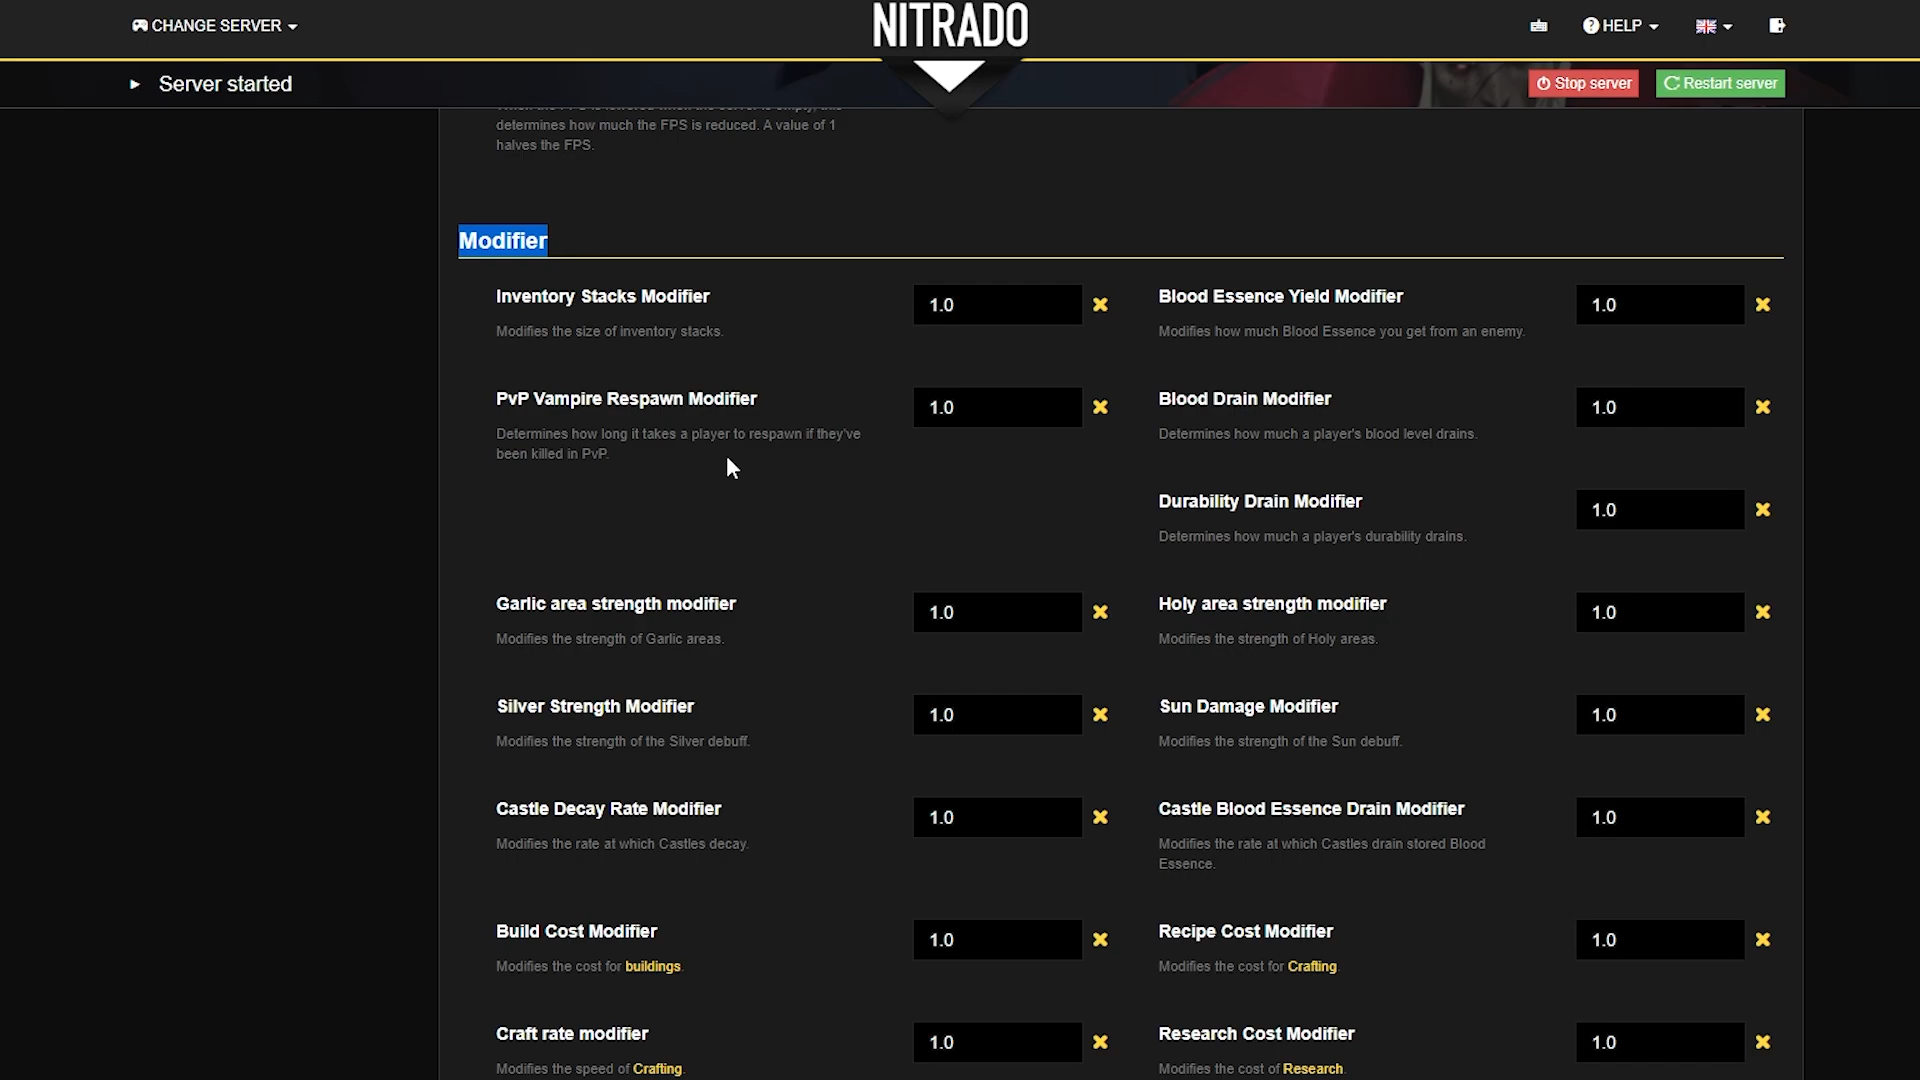 CHANGE SERVER
NITRADO
HELP
Server started
Stop server
Restart server
determines how much the FPS is reduced. A value of 1
halves the FPS.
Modifier
Inventory Stacks Modifier
1.0
Modifies the size of inventory stacks.
Blood Essence Yield Modifier
1.0
Modifies how much Blood Essence you get from an enemy.
PvP Vampire Respawn Modifier
1.0
Determines how long it takes a player to respawn if they've
been killed in PvP.
Blood Drain Modifier
1.0
Determines how much a player's blood level drains.
Durability Drain Modifier
1.0
Determines how much a player's durability drains.
Garlic area strength modifier
1.0
Modifies the strength of Garlic areas.
Holy area strength modifier
1.0
Modifies the strength of Holy areas.
Silver Strength Modifier
1.0
Modifies the strength of the Silver debuff.
Sun Damage Modifier
1.0
Modifies the strength of the Sun debuff.
Castle Decay Rate Modifier
1.0
Modifies the rate at which Castles decay.
Castle Blood Essence Drain Modifier
1.0
Modifies the rate at which Castles drain stored Blood
Essence.
Build Cost Modifier
1.0
Modifies the cost for buildings.
Recipe Cost Modifier
1.0
Modifies the cost for Crafting.
Craft rate modifier
1.0
Modifies the speed of Crafting.
Research Cost Modifier
1.0
Modifies the cost of Research.